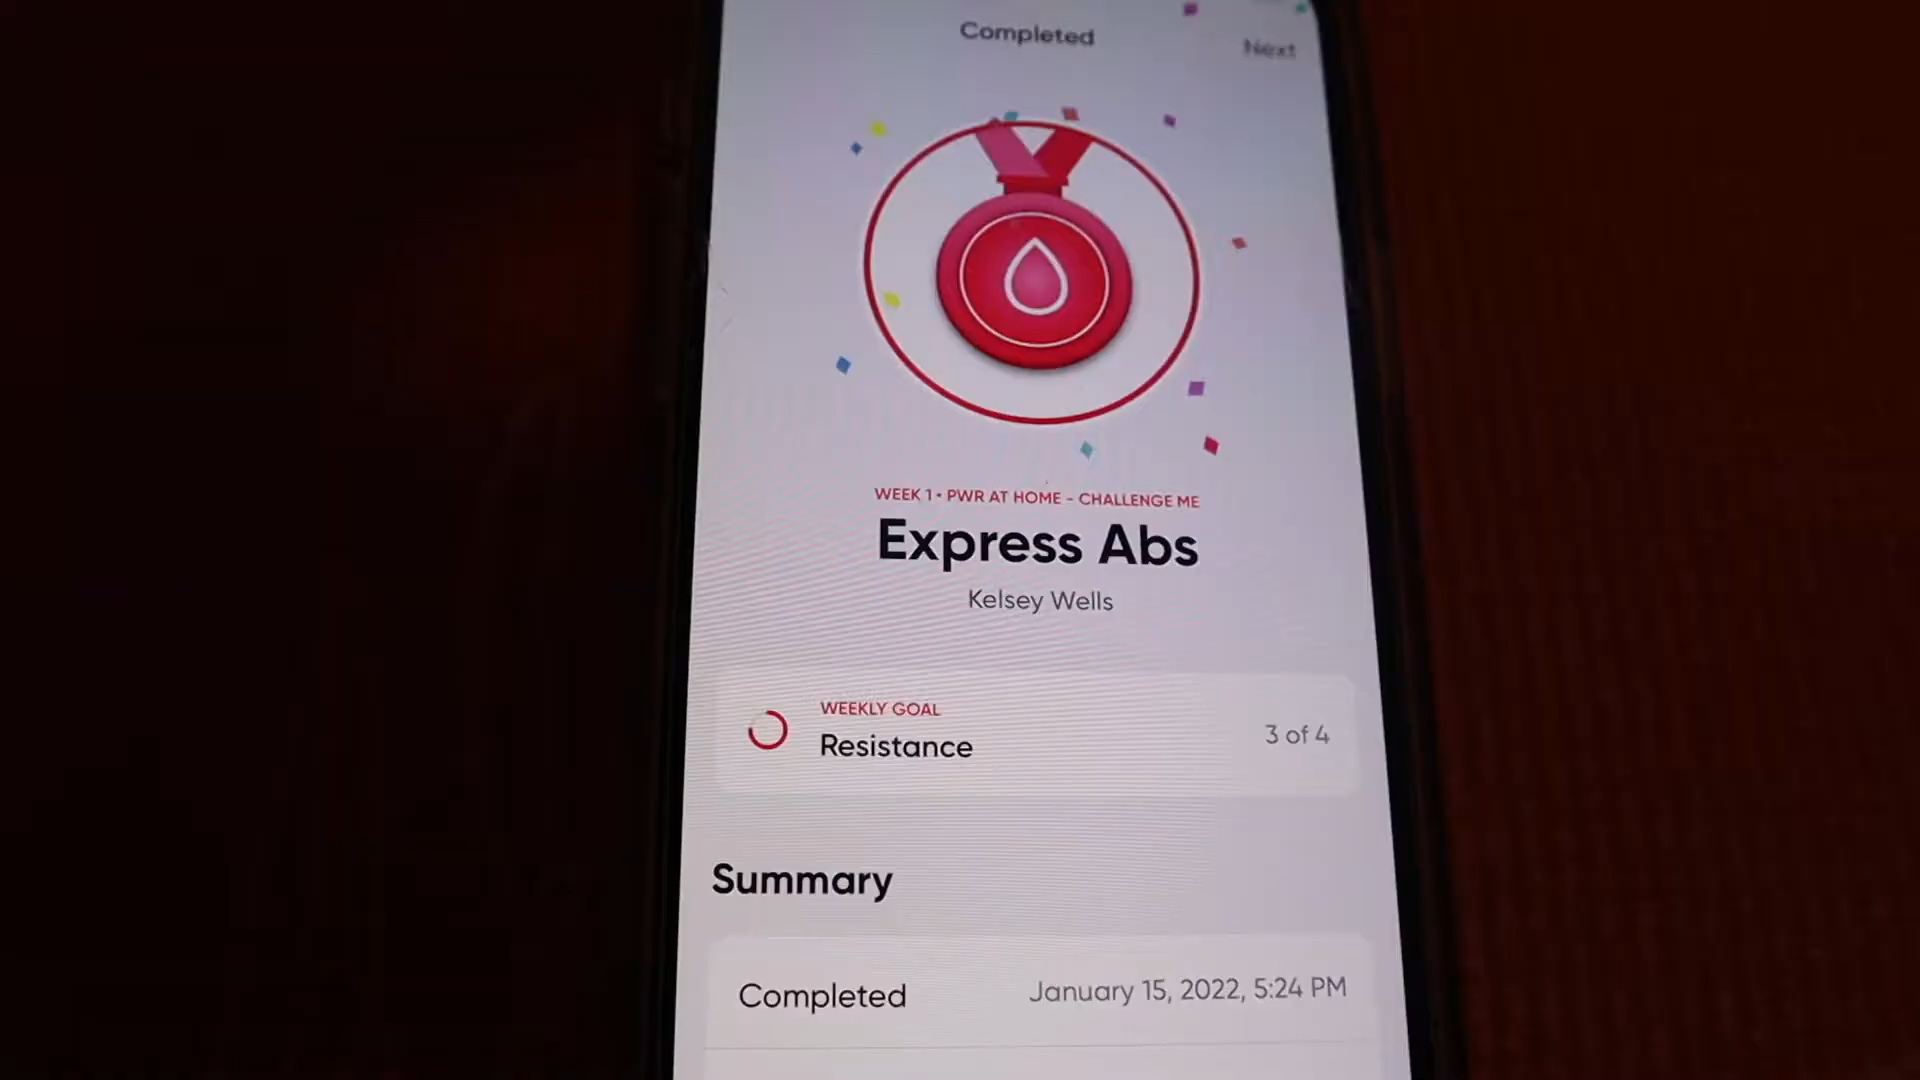 Completed
Next
WEEK 1 • PWR AT HOME - CHALLENGE ME
Express Abs
Kelsey Wells
WEEKLY GOAL
Resistance
3 of 4
Summary
Completed
January 15, 2022, 5:24 PM